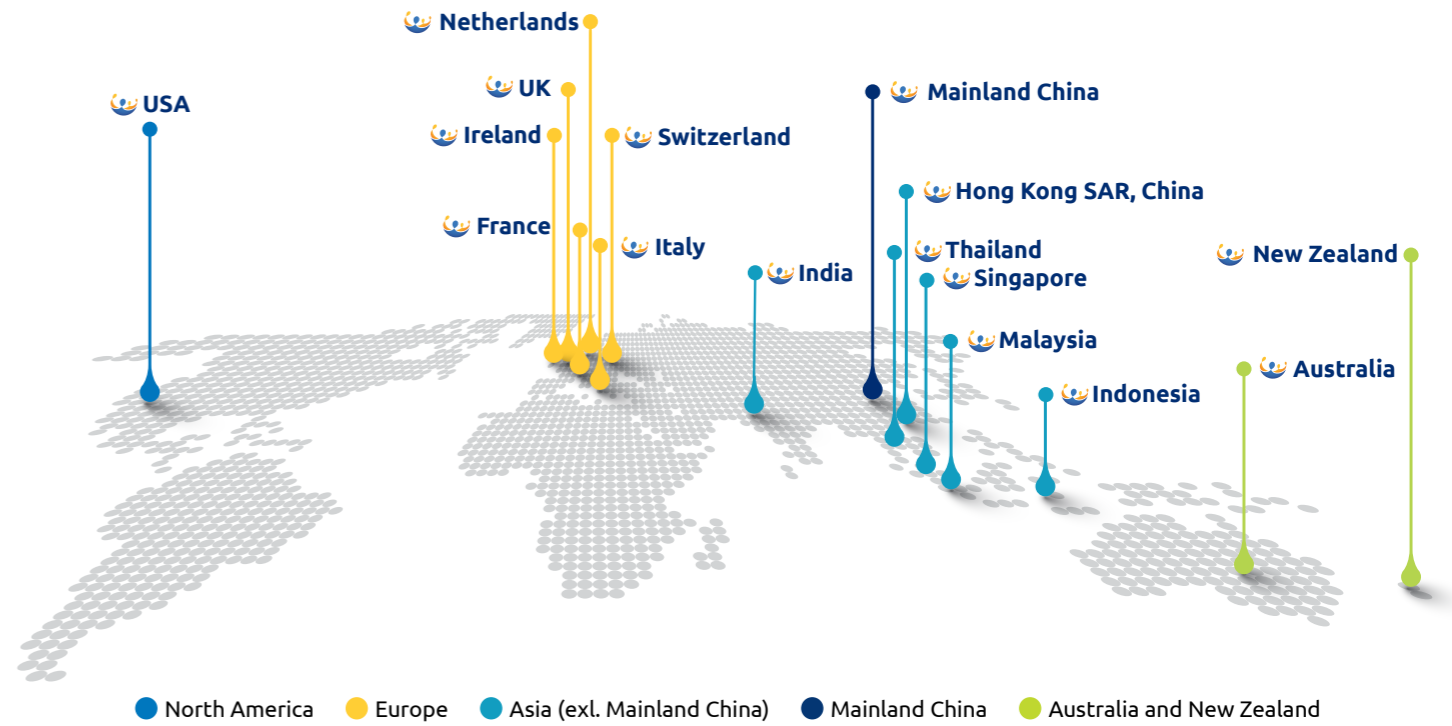 Netherlands
UK
USA
Mainland China
Ireland
Switzerland
Hong Kong SAR, China
France
Italy
Thailand
New Zealand
India
Singapore
Malaysia
Australia
Indonesia
North America
Europe
Asia (exl. Mainland China)
Mainland China
Australia and New Zealand